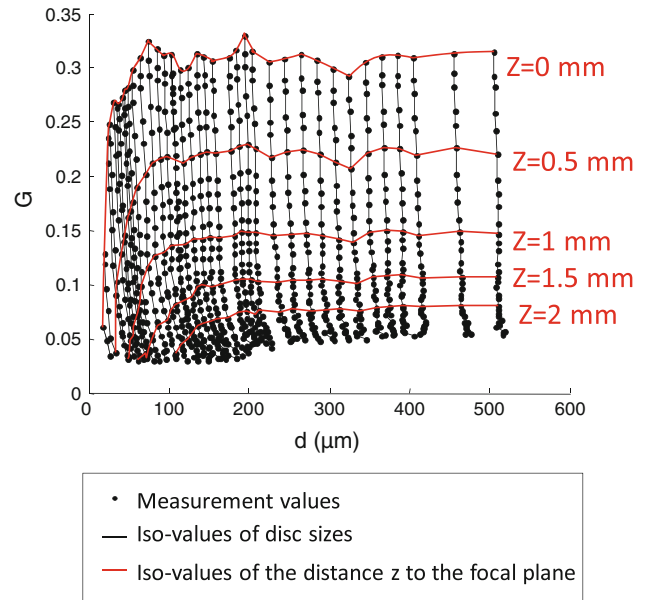 G
0.35
0.3
0.25
0.2
0.15
0.1
0.05
0
0 100 200 300 400 500 600
d (μm)
Z=0 mm
Z=0.5 mm
Z=1 mm
Z=1.5 mm
Z=2 mm
Measurement values
Iso-values of disc sizes
Iso-values of the distance z to the focal plane